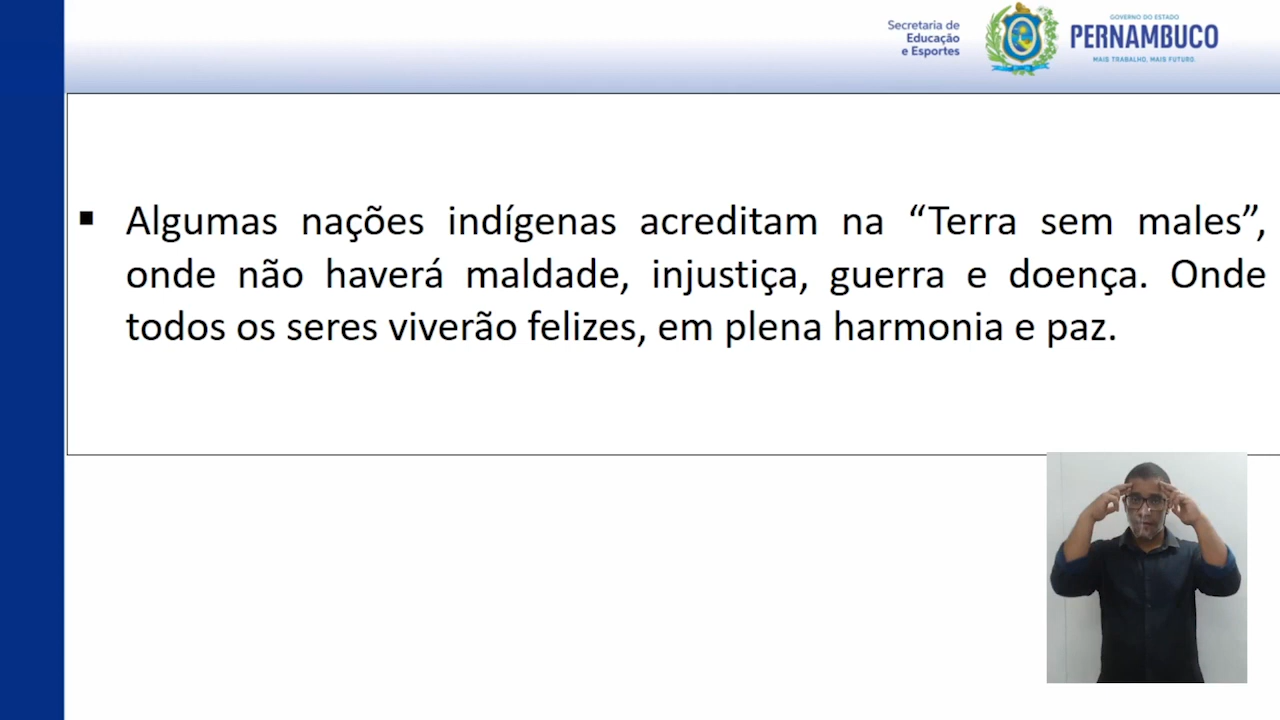 Secretaria de
Educação
e Esportes
GOVERNO DO ESTADO
PERNAMBUCO
MAIS TRABALHO. MAIS FUTURO.
▪ Algumas nações indígenas acreditam na “Terra sem males”,
onde não haverá maldade, injustiça, guerra e doença. Onde
todos os seres viverão felizes, em plena harmonia e paz.